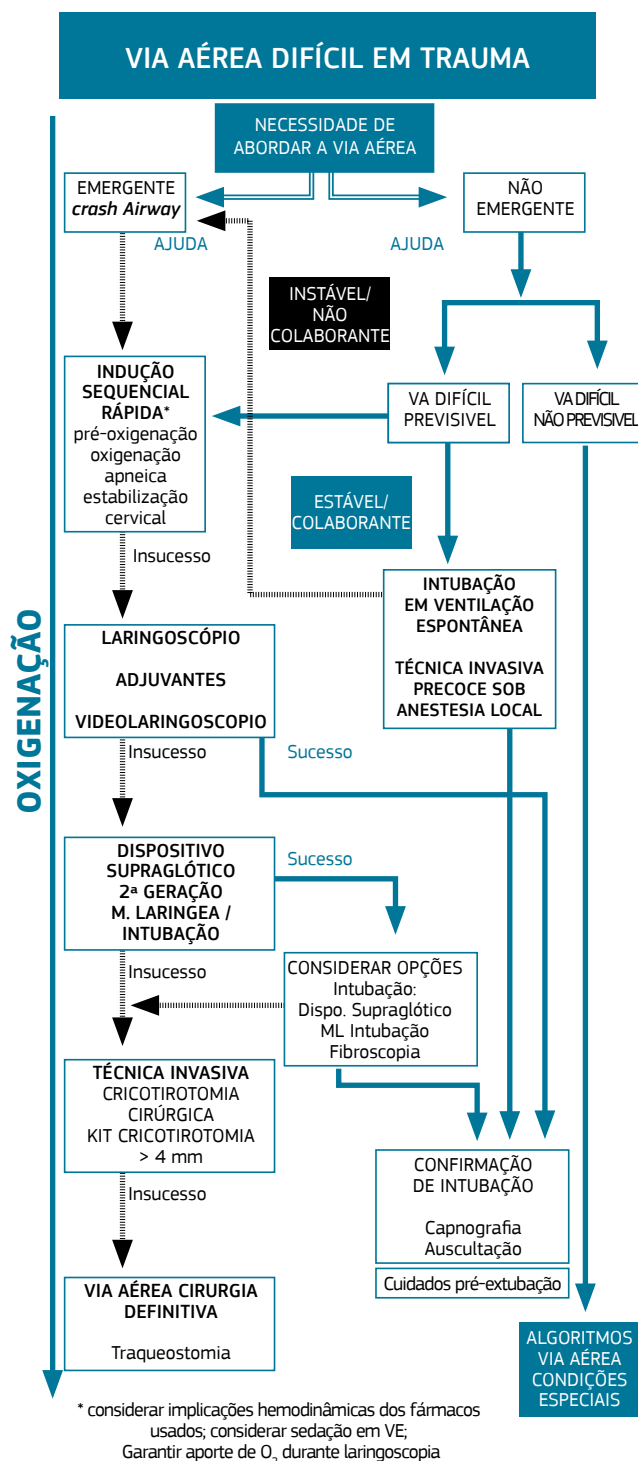 VIA AÉREA DIFÍCIL EM TRAUMA
NECESSIDADE DE
ABORDAR A VIA AÉREA
EMERGENTE
crash Airway
NÃO
EMERGENTE
AJUDA
AJUDA
INSTÁVEL/
NÃO
COLABORANTE
INDUÇÃO
SEQUENCIAL
RÁPIDA*
pré-oxigenação
oxigenação
apneica
estabilização
cervical
VA DIFÍCIL
PREVISIVEL
VA DIFÍCIL
NÃO PREVISIVEL
ESTÁVEL/
COLABORANTE
Insucesso
INTUBAÇÃO
EM VENTILAÇÃO
ESPONTÂNEA
TÉCNICA INVASIVA
PRECOCE SOB
ANESTESIA LOCAL
OXIGENAÇÃO
LARINGOSCÓPIO
ADJUVANTES
VIDEOLARINGOSCOPIO
Insucesso
Sucesso
DISPOSITIVO
SUPRAGLÓTICO
2ª GERAÇÃO
M. LARINGEA /
INTUBAÇÃO
Sucesso
Insucesso
CONSIDERAR OPÇÕES
Intubação:
Dispo. Supraglótico
ML Intubação
Fibroscopia
TÉCNICA INVASIVA
CRICOTIROTOMIA
CIRÚRGICA
KIT CRICOTIROTOMIA
> 4 mm
Insucesso
CONFIRMAÇÃO
DE INTUBAÇÃO
Capnografia
Auscultação
Cuidados pré-extubação
VIA AÉREA CIRURGIA
DEFINITIVA
Traqueostomia
ALGORITMOS
VIA AÉREA
CONDIÇÕES
ESPECIAIS
* considerar implicações hemodinâmicas dos fármacos
usados; considerar sedação em VE;
Garantir aporte de O₂ durante laringoscopia